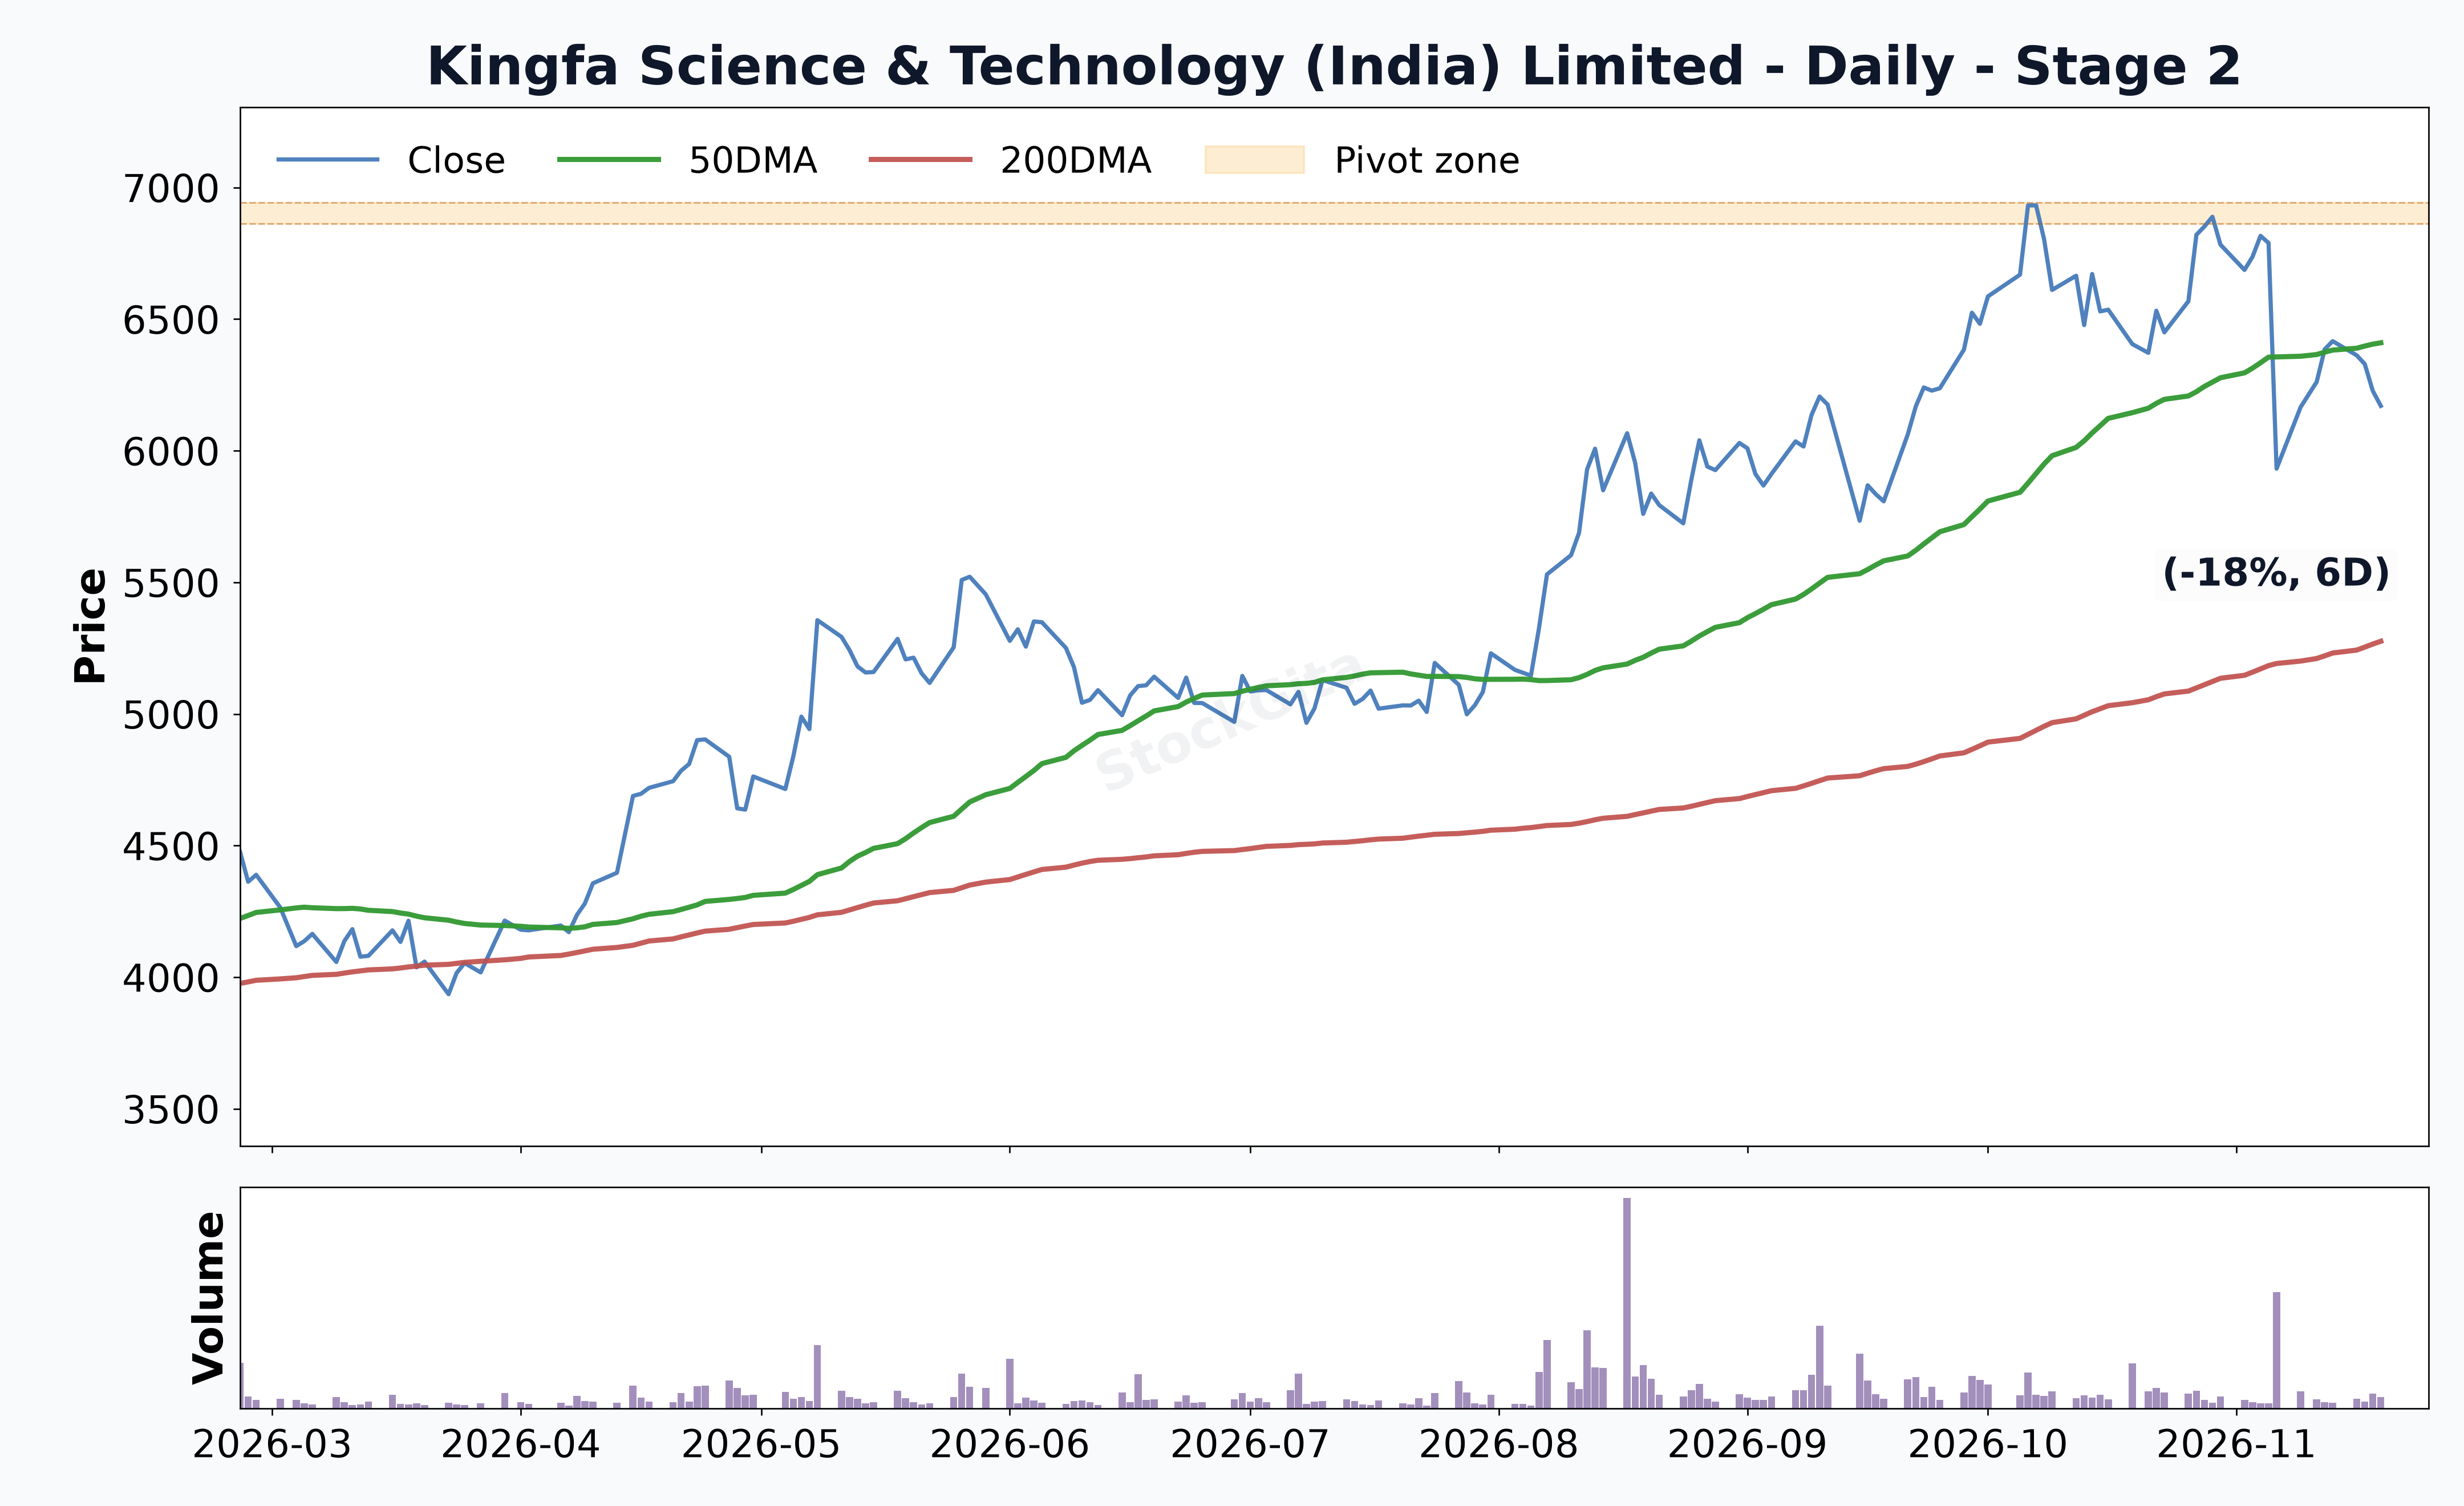 Kingfa Science & Technology (India) Limited - Daily - Stage 2
Close 50DMA 200DMA Pivot zone
Price
7000
6500
6000
5500
5000
4500
4000
3500
(-18%, 6D)
StockGita
Volume
2026-03 2026-04 2026-05 2026-06 2026-07 2026-08 2026-09 2026-10 2026-11